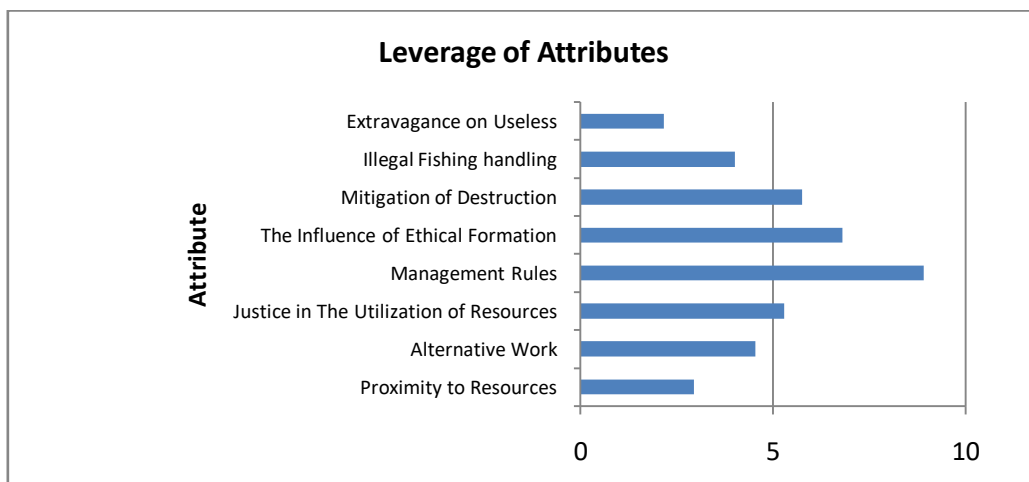 Leverage of Attributes
Attribute
Extravagance on Useless
Illegal Fishing handling
Mitigation of Destruction
The Influence of Ethical Formation
Management Rules
Justice in The Utilization of Resources
Alternative Work
Proximity to Resources
0 5 10